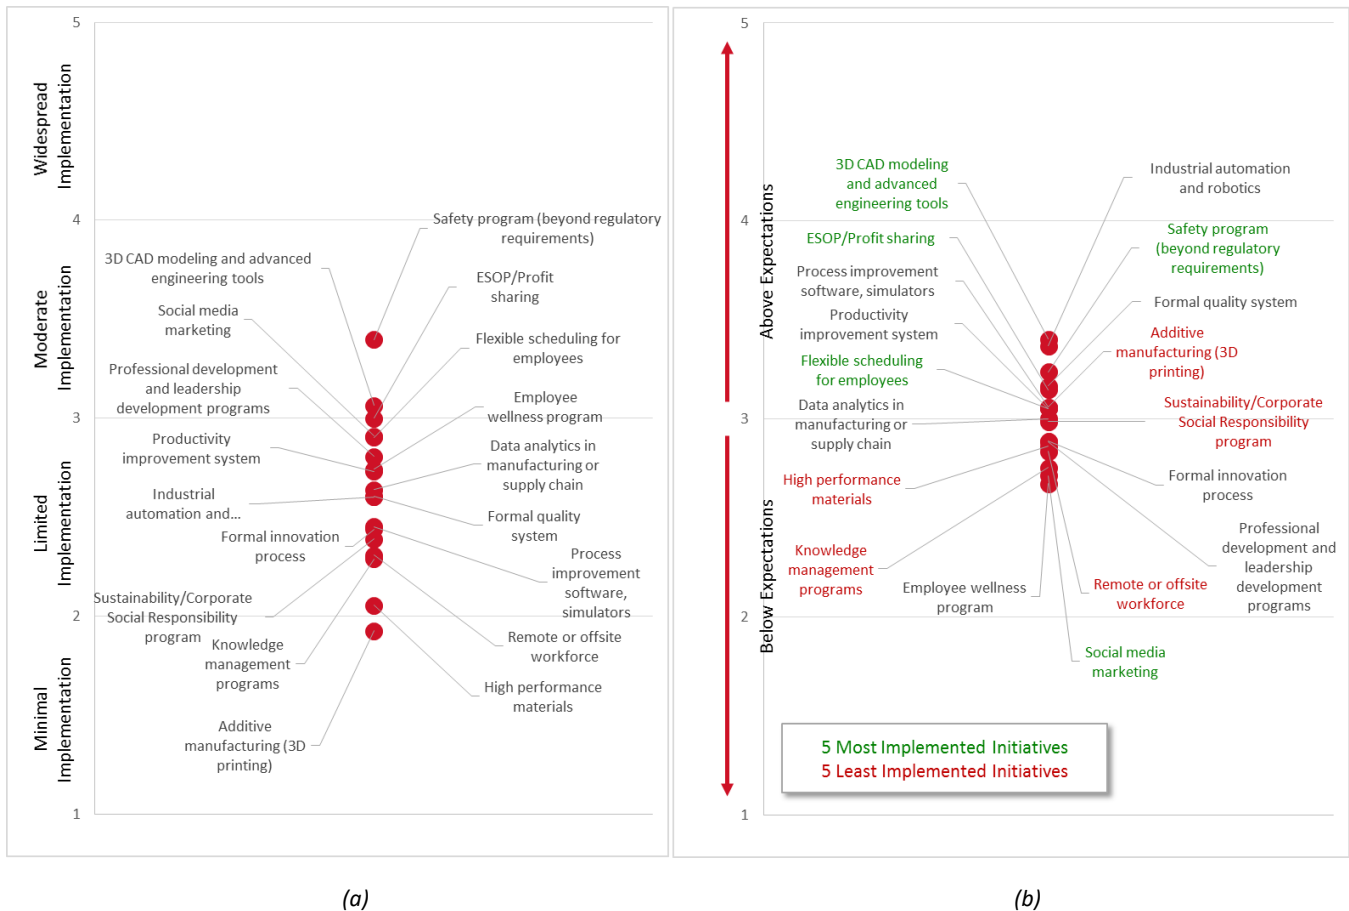 5
4
3
2
1
Widespread
Implementation
Moderate
Implementation
Limited
Implementation
Minimal
Implementation
Safety program (beyond regulatory
requirements)
3D CAD modeling and advanced
engineering tools
ESOP/Profit
sharing
Social media
marketing
Flexible scheduling for
employees
Professional development
and leadership
development programs
Employee
wellness program
Productivity
improvement system
Data analytics in
manufacturing or
supply chain
Industrial
automation and...
Formal quality
system
Formal innovation
process
Process
improvement
software,
simulators
Sustainability/Corporate
Social Responsibility
program
Knowledge
management
programs
Remote or offsite
workforce
High performance
materials
Additive
manufacturing (3D
printing)
(a)
5
4
3
2
1
Above Expectations
Below Expectations
3D CAD modeling
and advanced
engineering tools
Industrial automation
and robotics
ESOP/Profit sharing
Safety program
(beyond regulatory
requirements)
Process improvement
software, simulators
Formal quality system
Productivity
improvement system
Additive
manufacturing (3D
printing)
Flexible scheduling
for employees
Data analytics in
manufacturing or
supply chain
Sustainability/Corporate
Social Responsibility
program
High performance
materials
Formal innovation
process
Knowledge
management
programs
Professional
development and
leadership
development
programs
Employee wellness
program
Remote or offsite
workforce
Social media
marketing
5 Most Implemented Initiatives
5 Least Implemented Initiatives
(b)